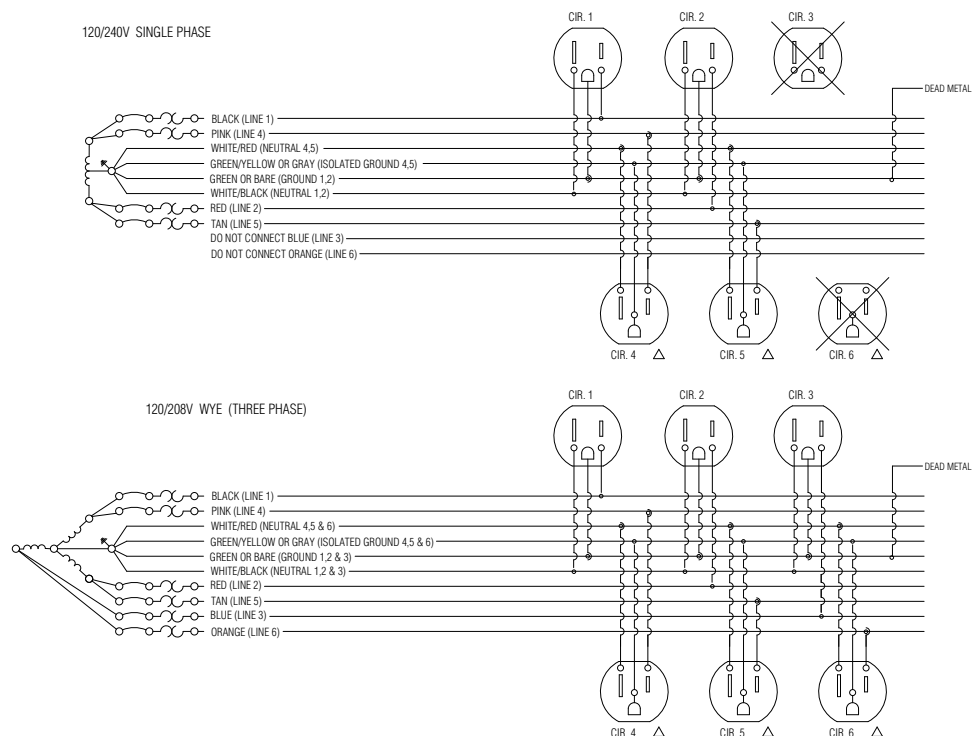 120/240V SINGLE PHASE
CIR. 1
CIR. 2
CIR. 3
DEAD METAL
BLACK (LINE 1)
PINK (LINE 4)
WHITE/RED (NEUTRAL 4,5)
GREEN/YELLOW OR GRAY (ISOLATED GROUND 4,5)
GREEN OR BARE (GROUND 1,2)
WHITE/BLACK (NEUTRAL 1,2)
RED (LINE 2)
TAN (LINE 5)
DO NOT CONNECT BLUE (LINE 3)
DO NOT CONNECT ORANGE (LINE 6)
CIR. 4
CIR. 5
CIR. 6
120/208V WYE (THREE PHASE)
CIR. 1
CIR. 2
CIR. 3
DEAD METAL
BLACK (LINE 1)
PINK (LINE 4)
WHITE/RED (NEUTRAL 4,5 & 6)
GREEN/YELLOW OR GRAY (ISOLATED GROUND 4,5 & 6)
GREEN OR BARE (GROUND 1,2 & 3)
WHITE/BLACK (NEUTRAL 1,2 & 3)
RED (LINE 2)
TAN (LINE 5)
BLUE (LINE 3)
ORANGE (LINE 6)
CIR. 4
CIR. 5
CIR. 6